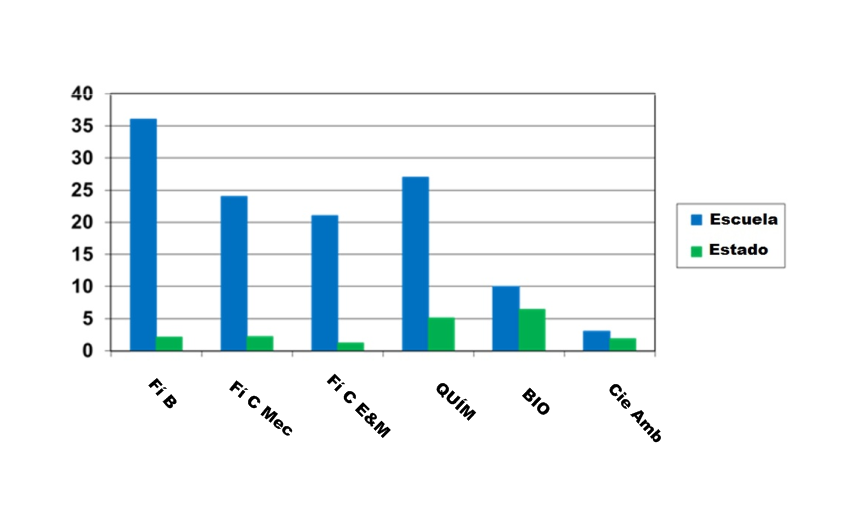 40
35
30
25
20
15
10
5
0
Fí B
Fí C Mec
Fí C E&M
QUÍM
BIO
Cie Amb
Escuela
Estado